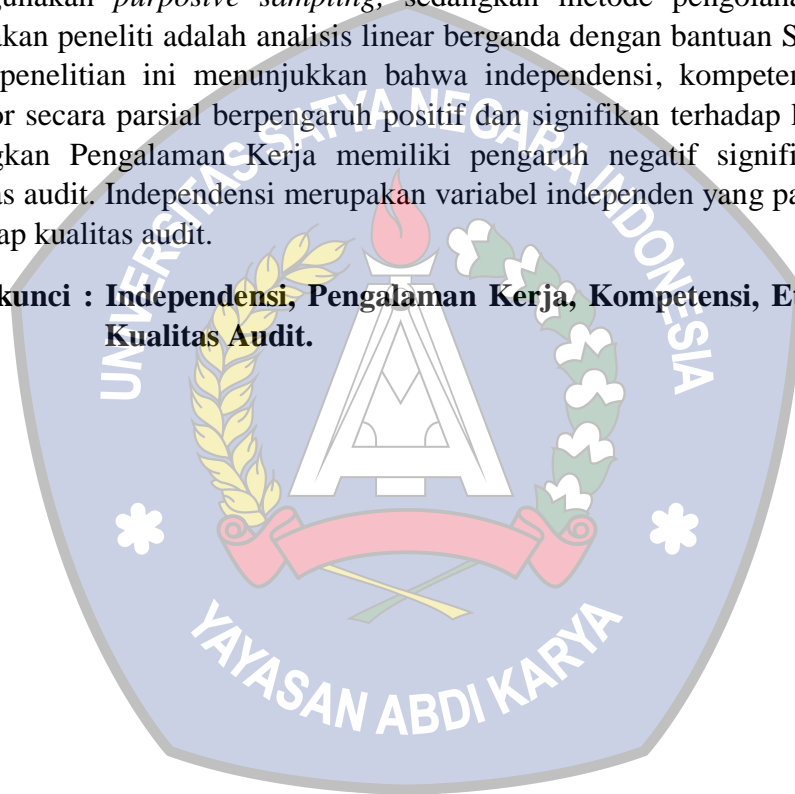 gunakan purposive sampling, sedangkan metode pengolana
akan peneliti adalah analisis linear berganda dengan bantuan S
penelitian ini menunjukkan bahwa independensi, kompeten
or secara parsial berpengaruh positif dan signifikan terhadap
gkan Pengalaman Kerja memiliki pengaruh negatif signifi
as audit. Independensi merupakan variabel independen yang pa
ap kualitas audit.
kunci : Independensi, Pengalaman Kerja, Kompetensi, E
Kualitas Audit.
UNIVERSITAS SATYA NEGARA INDONESIA
YAYASAN ABDI KARYA